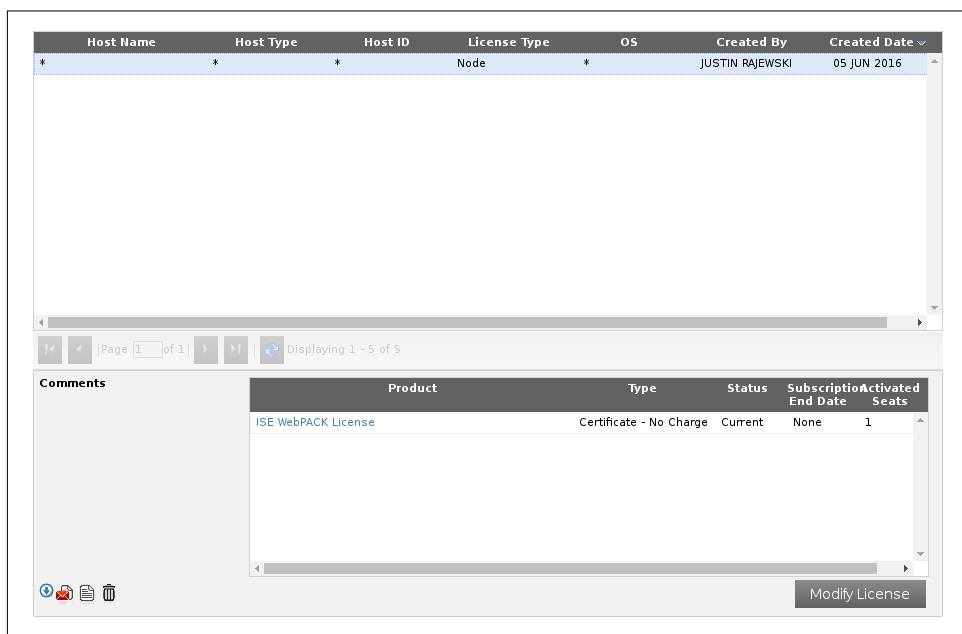 Host Name Host Type Host ID License Type OS Created By Created Date
* * * Node * JUSTIN RAJEWSKI 05 JUN 2016
|Page 1 of 1| | Displaying 1 - 5 of 5
Comments
Product Type Status Subscription End Date Activated Seats
ISE WebPACK License Certificate - No Charge Current None 1
Modify License